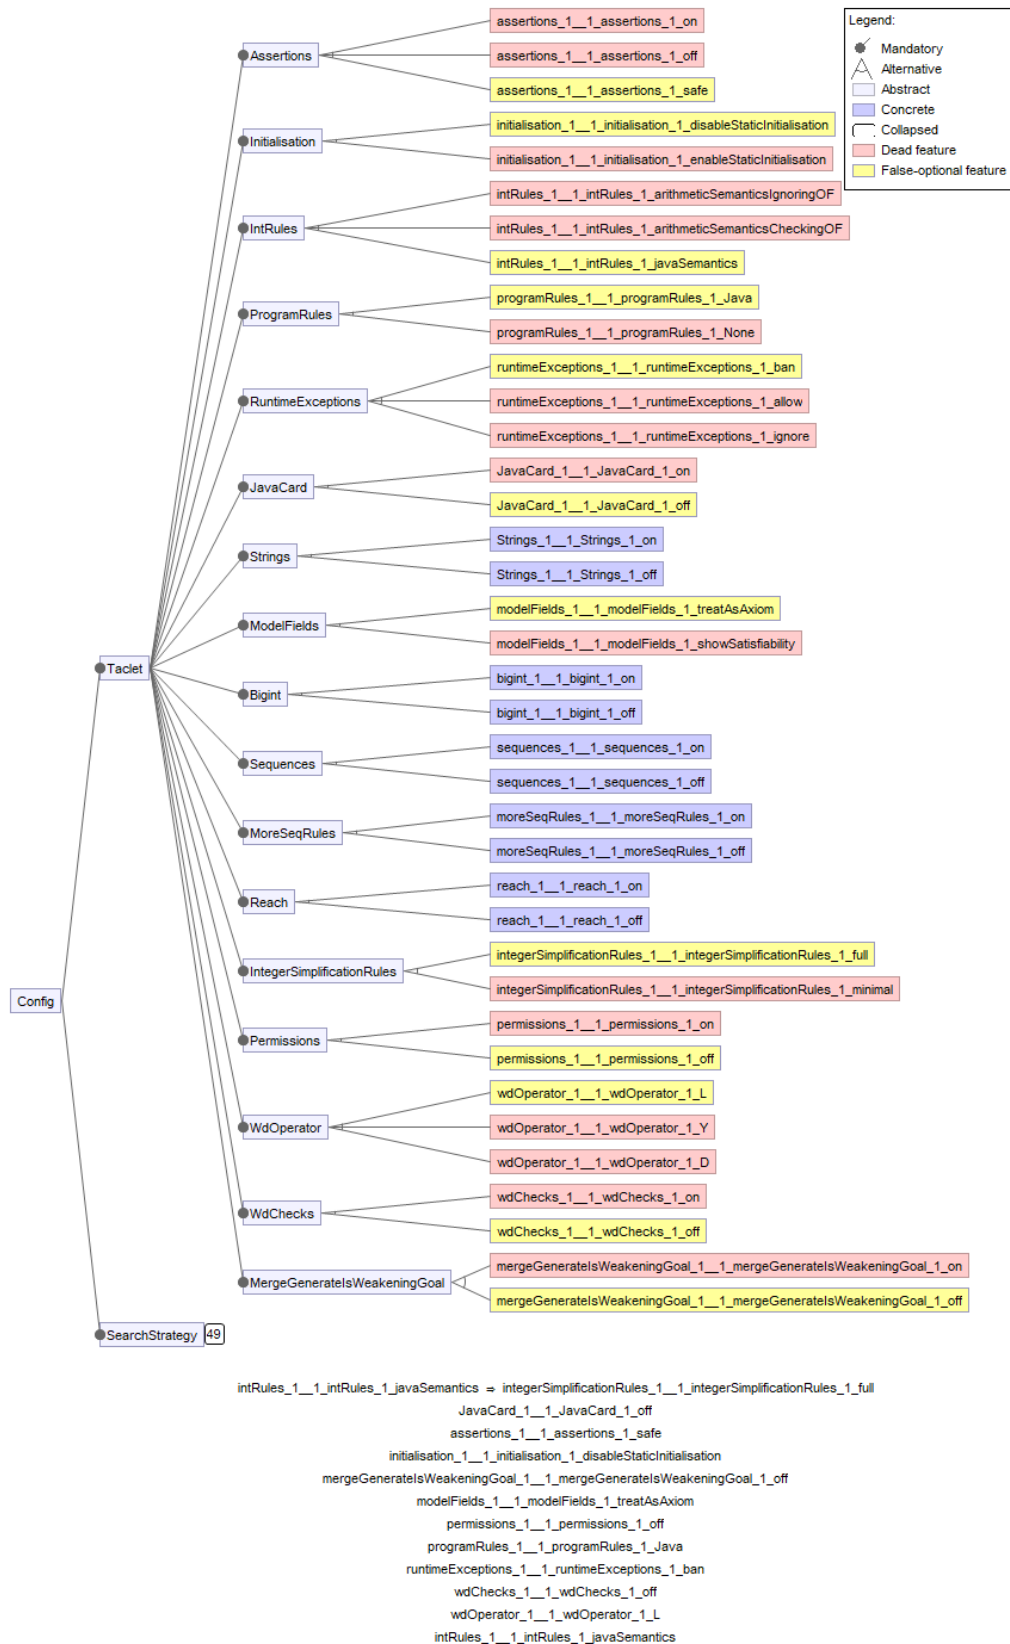 Legend:
Mandatory
Alternative
Abstract
Concrete
Collapsed
Dead feature
False-optional feature
Config
Taclet
Assertions
assertions_1__1_assertions_1_on
assertions_1__1_assertions_1_off
assertions_1__1_assertions_1_safe
Initialisation
initialisation_1__1_initialisation_1_disableStaticInitialisation
initialisation_1__1_initialisation_1_enableStaticInitialisation
IntRules
intRules_1__1_intRules_1_arithmeticSemanticsIgnoringOF
intRules_1__1_intRules_1_arithmeticSemanticsCheckingOF
intRules_1__1_intRules_1_javaSemantics
ProgramRules
programRules_1__1_programRules_1_Java
programRules_1__1_programRules_1_None
RuntimeExceptions
runtimeExceptions_1__1_runtimeExceptions_1_ban
runtimeExceptions_1__1_runtimeExceptions_1_allow
runtimeExceptions_1__1_runtimeExceptions_1_ignore
JavaCard
JavaCard_1__1_JavaCard_1_on
JavaCard_1__1_JavaCard_1_off
Strings
Strings_1__1_Strings_1_on
Strings_1__1_Strings_1_off
ModelFields
modelFields_1__1_modelFields_1_treatAsAxiom
modelFields_1__1_modelFields_1_showSatisfiability
Bigint
bigint_1__1_bigint_1_on
bigint_1__1_bigint_1_off
Sequences
sequences_1__1_sequences_1_on
sequences_1__1_sequences_1_off
MoreSeqRules
moreSeqRules_1__1_moreSeqRules_1_on
moreSeqRules_1__1_moreSeqRules_1_off
Reach
reach_1__1_reach_1_on
reach_1__1_reach_1_off
IntegerSimplificationRules
integerSimplificationRules_1__1_integerSimplificationRules_1_full
integerSimplificationRules_1__1_integerSimplificationRules_1_minimal
Permissions
permissions_1__1_permissions_1_on
permissions_1__1_permissions_1_off
WdOperator
wdOperator_1__1_wdOperator_1_L
wdOperator_1__1_wdOperator_1_Y
wdOperator_1__1_wdOperator_1_D
WdChecks
wdChecks_1__1_wdChecks_1_on
wdChecks_1__1_wdChecks_1_off
MergeGenerateIsWeakeningGoal
mergeGenerateIsWeakeningGoal_1__1_mergeGenerateIsWeakeningGoal_1_on
mergeGenerateIsWeakeningGoal_1__1_mergeGenerateIsWeakeningGoal_1_off
SearchStrategy 49
intRules_1__1_intRules_1_javaSemantics ⇒ integerSimplificationRules_1__1_integerSimplificationRules_1_full
JavaCard_1__1_JavaCard_1_off
assertions_1__1_assertions_1_safe
initialisation_1__1_initialisation_1_disableStaticInitialisation
mergeGenerateIsWeakeningGoal_1__1_mergeGenerateIsWeakeningGoal_1_off
modelFields_1__1_modelFields_1_treatAsAxiom
permissions_1__1_permissions_1_off
programRules_1__1_programRules_1_Java
runtimeExceptions_1__1_runtimeExceptions_1_ban
wdChecks_1__1_wdChecks_1_off
wdOperator_1__1_wdOperator_1_L
intRules_1__1_intRules_1_javaSemantics